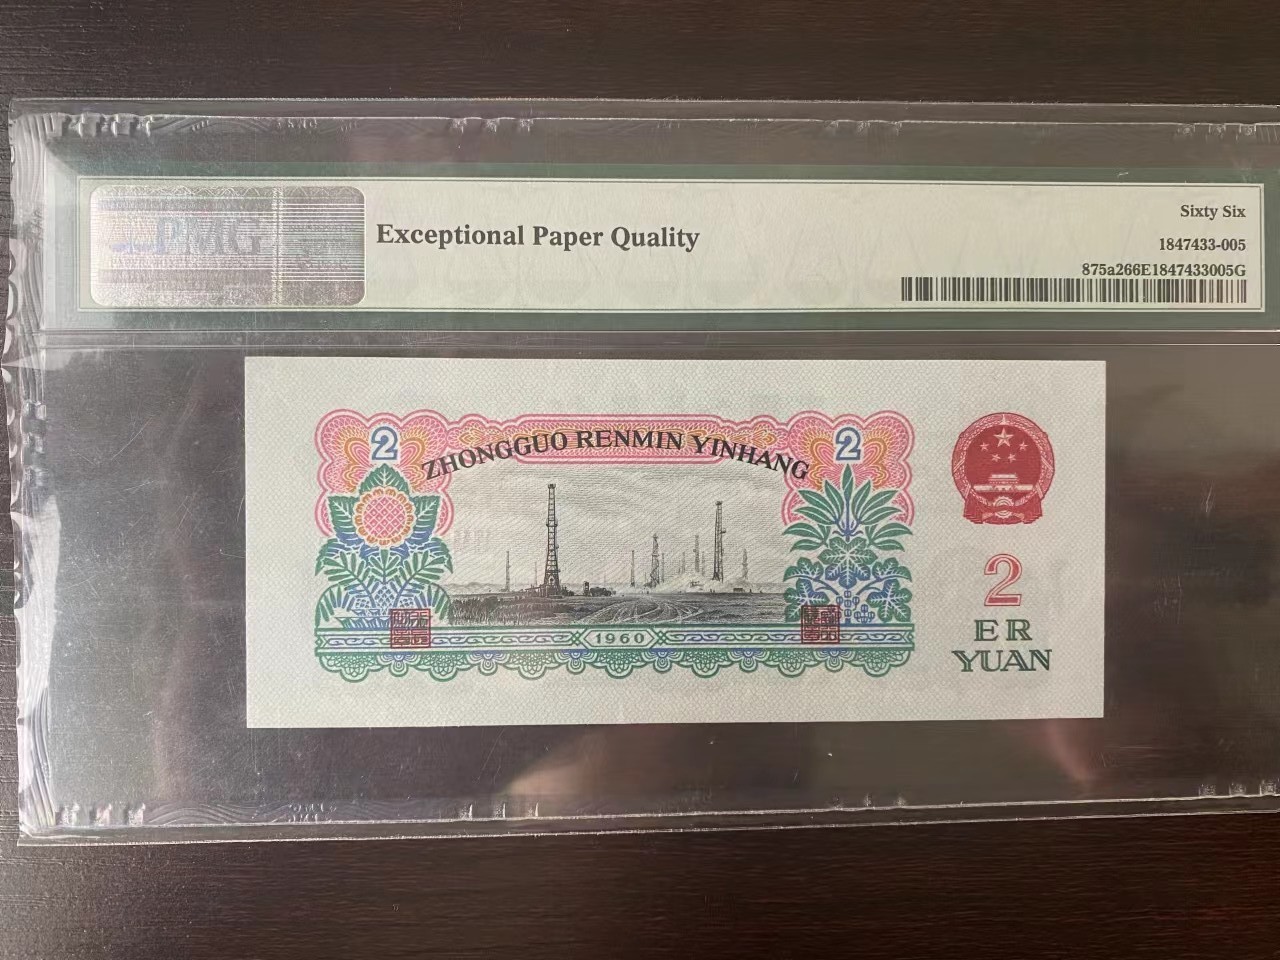 PMG
Exceptional Paper Quality
Sixty Six
1847433-005
875a266E1847433005G
2
ZHONGGUO RENMIN YINHANG
2
1960
2
ER
YUAN